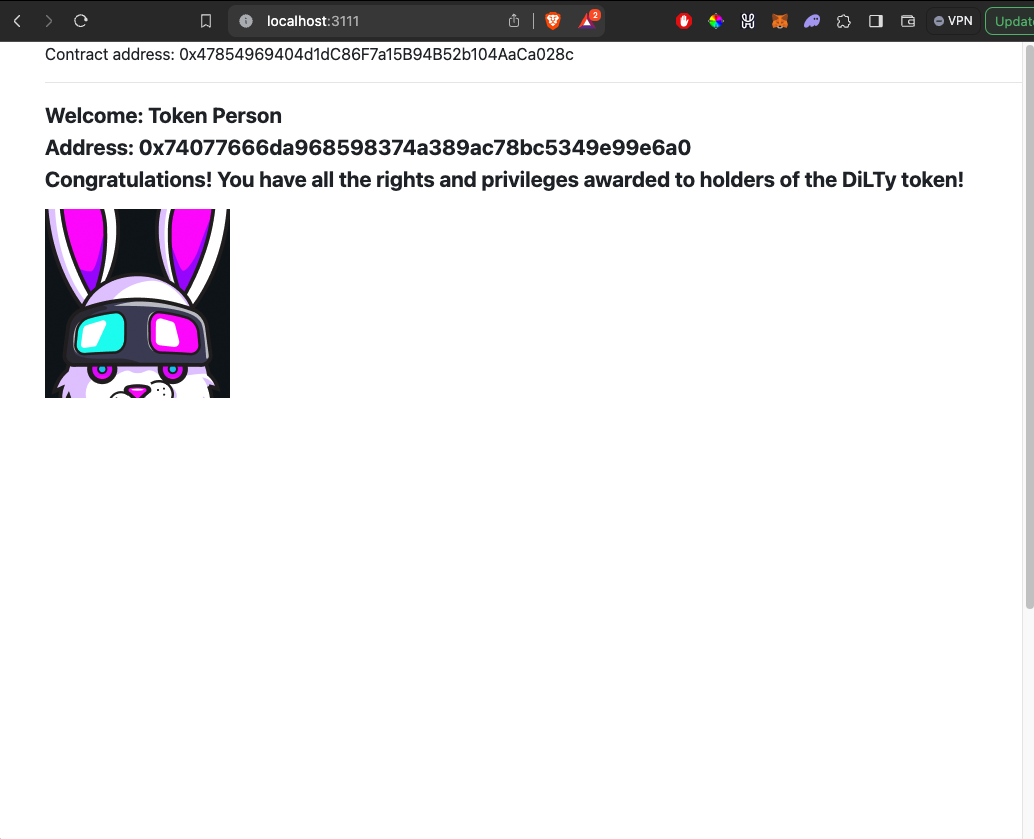 localhost:3111
2
VPN
Contract address: 0x47854969404d1dC86F7a15B94B52b104AaCa028c
Welcome: Token Person
Address: 0x74077666da968598374a389ac78bc5349e99e6a0
Congratulations! You have all the rights and privileges awarded to holders of the DiLTy token!